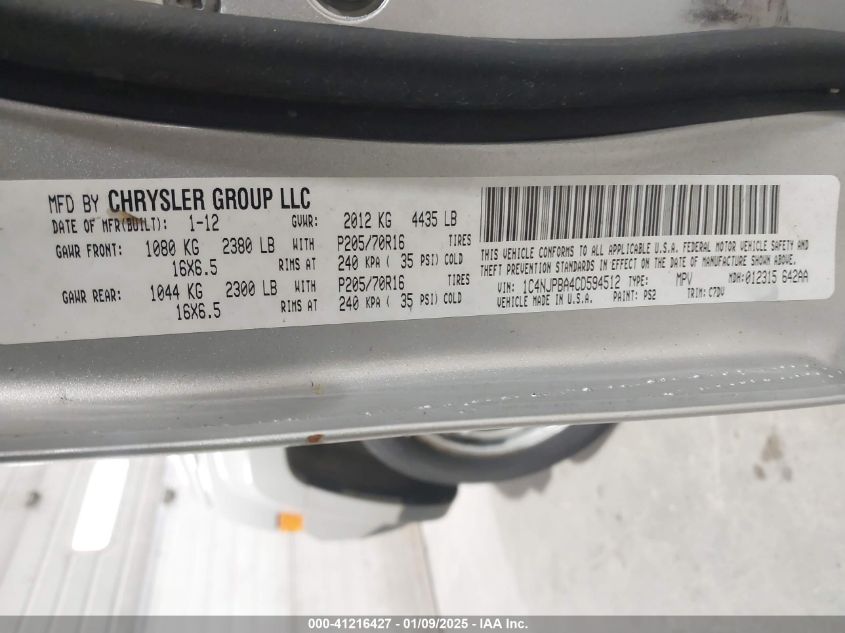 MFD BY CHRYSLER GROUP LLC
DATE OF MFR(BUILT): 1-12 GVWR: 2012 KG 4435 LB
GAWR FRONT: 1080 KG 2380 LB WITH P205/70R16 TIRES
16X6.5 RIMS AT 240 KPA ( 35 PSI) COLD
GAWR REAR: 1044 KG 2300 LB WITH P205/70R16 TIRES
16X6.5 RIMS AT 240 KPA ( 35 PSI) COLD
THIS VEHICLE CONFORMS TO ALL APPLICABLE U.S.A. FEDERAL MOTOR VEHICLE SAFETY AND
THEFT PREVENTION STANDARDS IN EFFECT ON THE DATE OF MANUFACTURE SHOWN ABOVE.
VIN: 1C4NJPBA4CD594512 TYPE: MPV MDH:012315 642AA
VEHICLE MADE IN U.S.A. PAINT: PS2 TRIM: C7DV
000-41216427 - 01/09/2025 - IAA Inc.